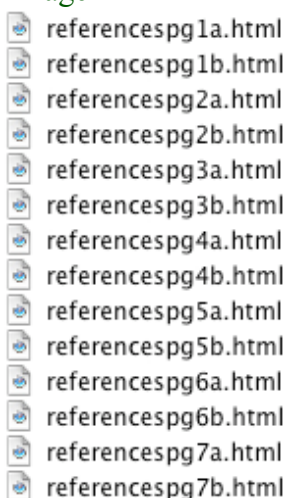 referencespg1a.html
referencespg1b.html
referencespg2a.html
referencespg2b.html
referencespg3a.html
referencespg3b.html
referencespg4a.html
referencespg4b.html
referencespg5a.html
referencespg5b.html
referencespg6a.html
referencespg6b.html
referencespg7a.html
referencespg7b.html